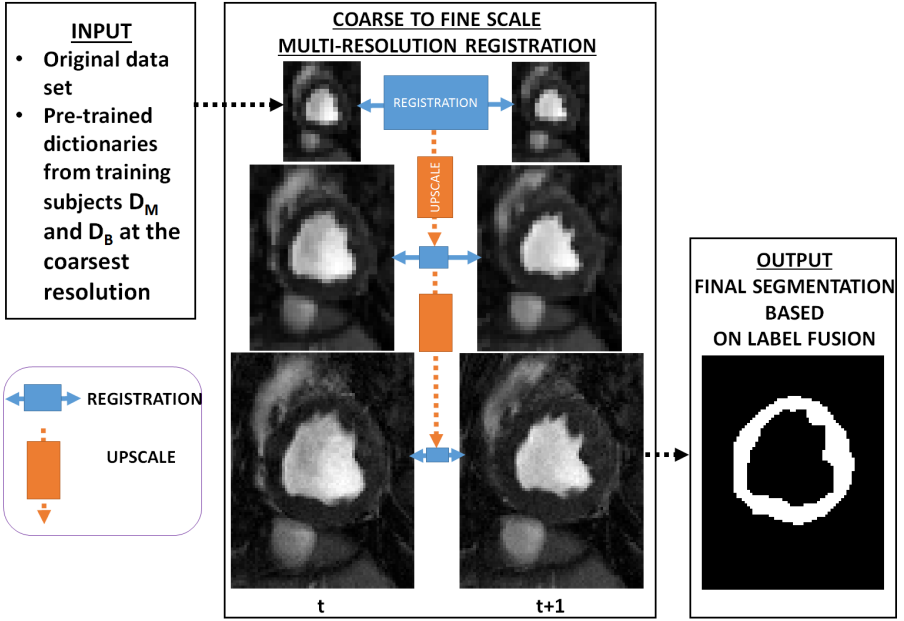 INPUT
• Original data
set
• Pre-trained
dictionaries
from training
subjects DM
and DB at the
coarsest
resolution
COARSE TO FINE SCALE
MULTI-RESOLUTION REGISTRATION
REGISTRATION
UPSCALE
t
t+1
OUTPUT
FINAL SEGMENTATION
BASED
ON LABEL FUSION
REGISTRATION
UPSCALE